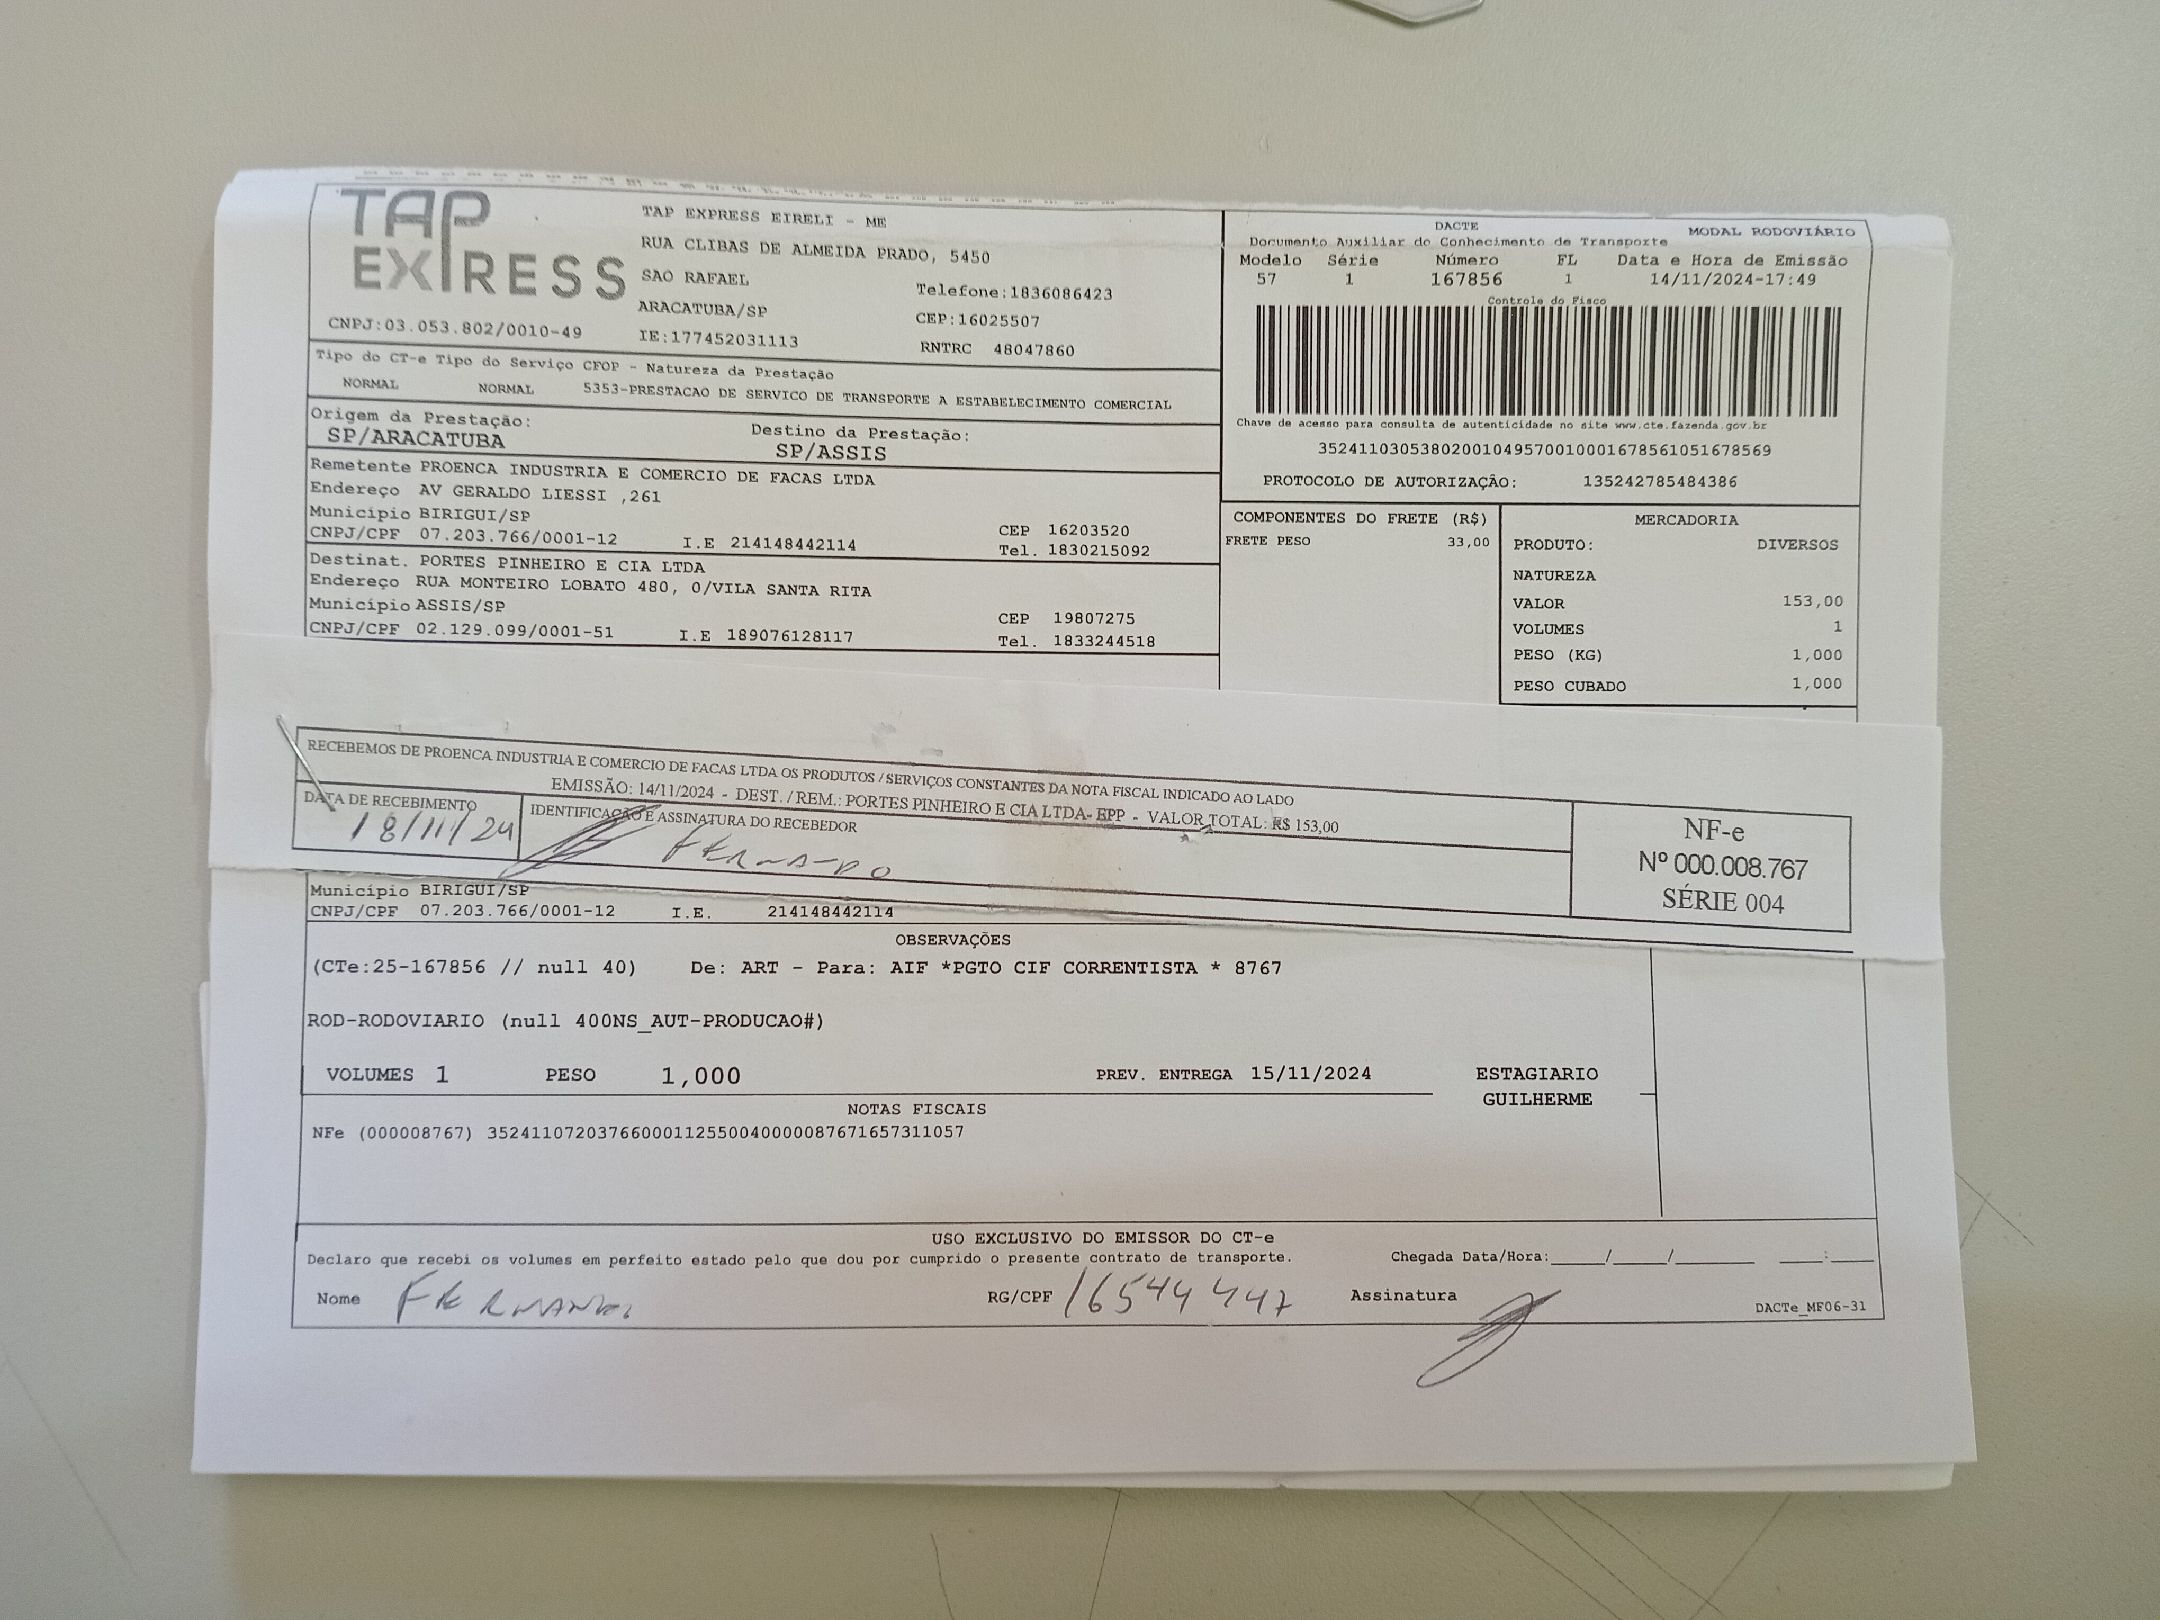 TAP EXPRESS
TAP EXPRESS EIRELI - ME
RUA CLIBAS DE ALMEIDA PRADO, 5450
SAO RAFAEL
Telefone:1836086423
ARACATUBA/SP
CEP:16025507
CNPJ:03.053.802/0010-49
IE:177452031113
RNTRC 48047860
DACTE
MODAL RODOVIÁRIO
Documento Auxiliar do Conhecimento de Transporte
Modelo Série Número FL Data e Hora de Emissão
57 1 167856 1 14/11/2024-17:49
Controle do Fisco
Chave de acesso para consulta de autenticidade no site www.cte.fazenda.gov.br
35241103053802001049570010001678561051678569
PROTOCOLO DE AUTORIZAÇÃO: 135242785484386
Tipo do CT-e Tipo do Serviço CFOP - Natureza da Prestação
NORMAL NORMAL 5353-PRESTACAO DE SERVICO DE TRANSPORTE A ESTABELECIMENTO COMERCIAL
Origem da Prestação: Destino da Prestação:
SP/ARACATUBA SP/ASSIS
Remetente PROENCA INDUSTRIA E COMERCIO DE FACAS LTDA
Endereço AV GERALDO LIESSI ,261
Município BIRIGUI/SP CEP 16203520
CNPJ/CPF 07.203.766/0001-12 I.E 214148442114 Tel. 1830215092
Destinat. PORTES PINHEIRO E CIA LTDA
Endereço RUA MONTEIRO LOBATO 480, 0/VILA SANTA RITA
Município ASSIS/SP CEP 19807275
CNPJ/CPF 02.129.099/0001-51 I.E 189076128117 Tel. 1833244518
COMPONENTES DO FRETE (R$)
FRETE PESO 33,00
MERCADORIA
PRODUTO: DIVERSOS
NATUREZA
VALOR 153,00
VOLUMES 1
PESO (KG) 1,000
PESO CUBADO 1,000
RECEBEMOS DE PROENCA INDUSTRIA E COMERCIO DE FACAS LTDA OS PRODUTOS / SERVIÇOS CONSTANTES DA NOTA FISCAL INDICADO AO LADO
EMISSÃO: 14/11/2024 - DEST. / REM.: PORTES PINHEIRO E CIA LTDA- EPP - VALOR TOTAL: R$ 153,00
DATA DE RECEBIMENTO
18/11/24
IDENTIFICAÇÃO E ASSINATURA DO RECEBEDOR
FERNANDO
NF-e
Nº 000.008.767
SÉRIE 004
Município BIRIGUI/SP
CNPJ/CPF 07.203.766/0001-12 I.E. 214148442114
OBSERVAÇÕES
(CTe:25-167856 // null 40) De: ART - Para: AIF *PGTO CIF CORRENTISTA * 8767
ROD-RODOVIARIO (null 400NS_AUT-PRODUCAO#)
VOLUMES 1 PESO 1,000 PREV. ENTREGA 15/11/2024 ESTAGIARIO
GUILHERME
NOTAS FISCAIS
NFe (000008767) 35241107203766000112550040000087671657311057
USO EXCLUSIVO DO EMISSOR DO CT-e
Declaro que recebi os volumes em perfeito estado pelo que dou por cumprido o presente contrato de transporte. Chegada Data/Hora:_____/_____/_______ ____:____
Nome RG/CPF 16544447 Assinatura
DACTe_MF06-31